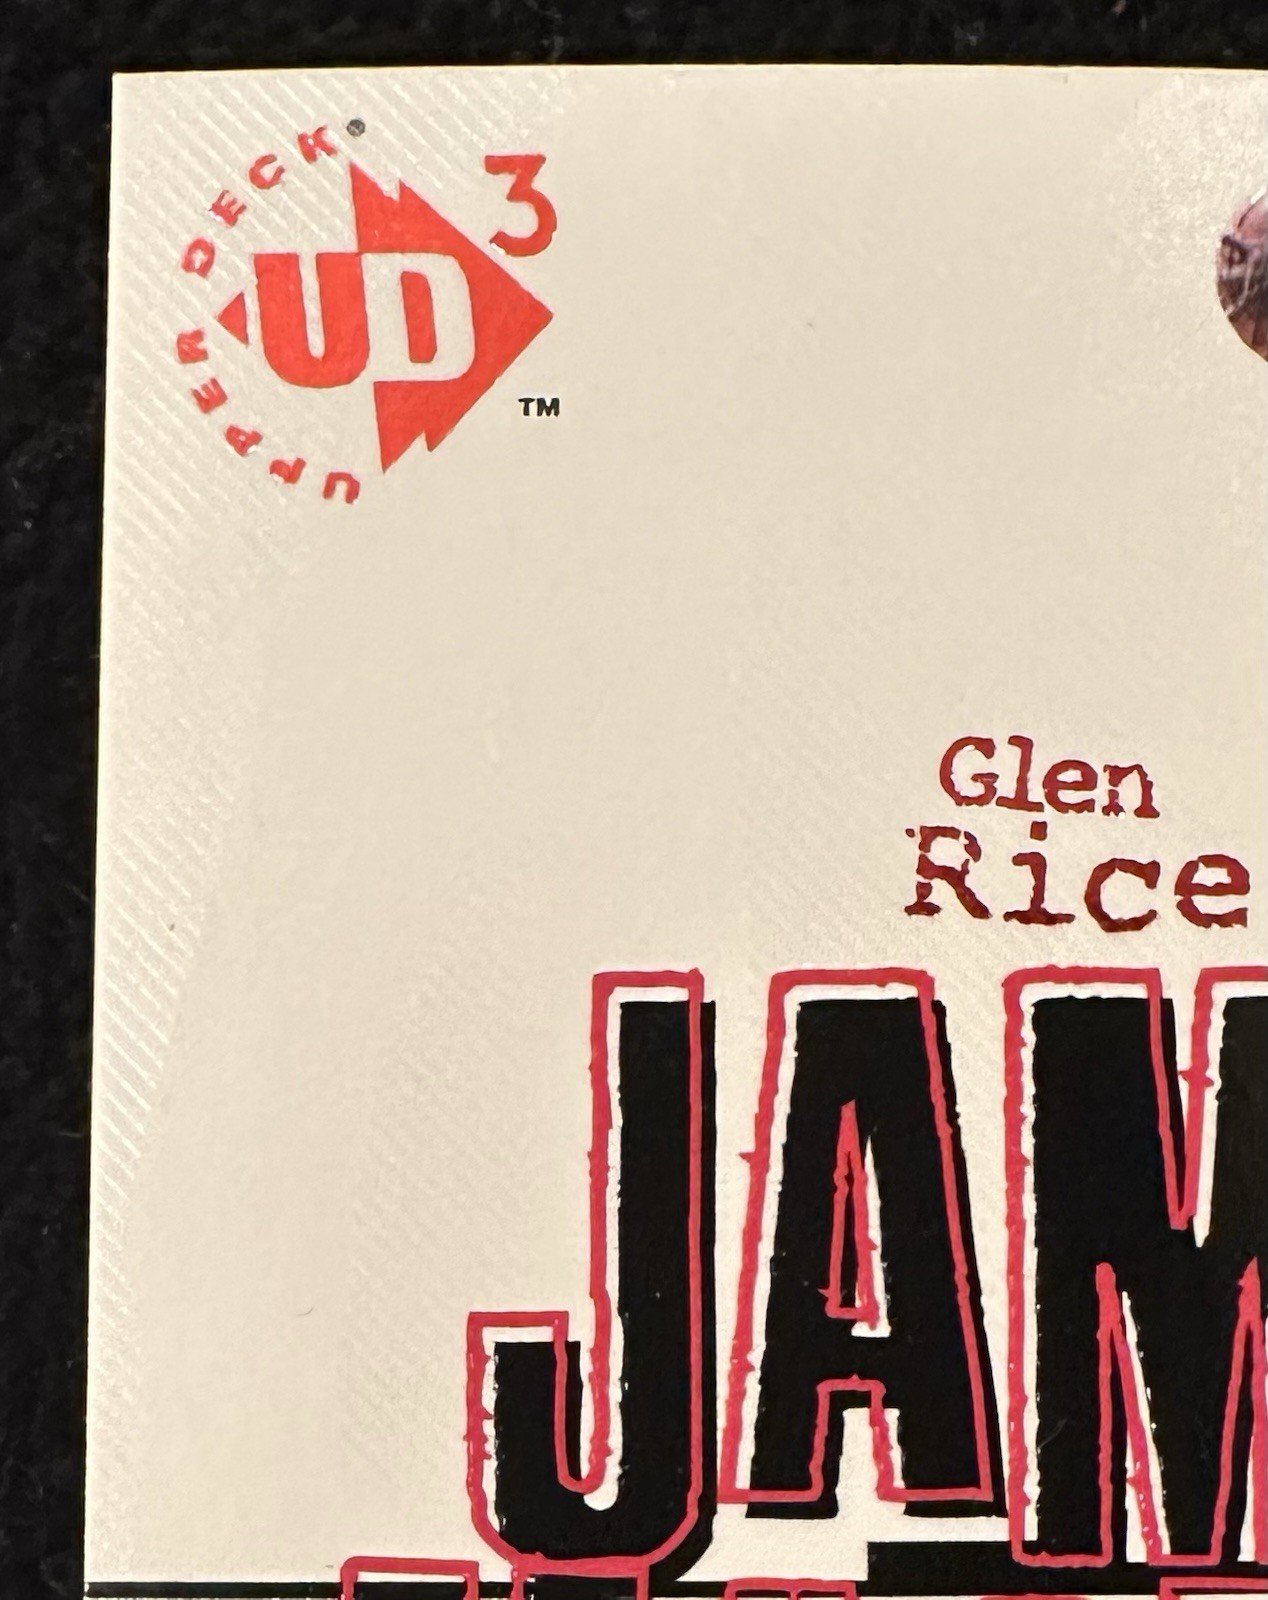 UPPER DECK
UD 3
TM
Glen
Rice
JAM